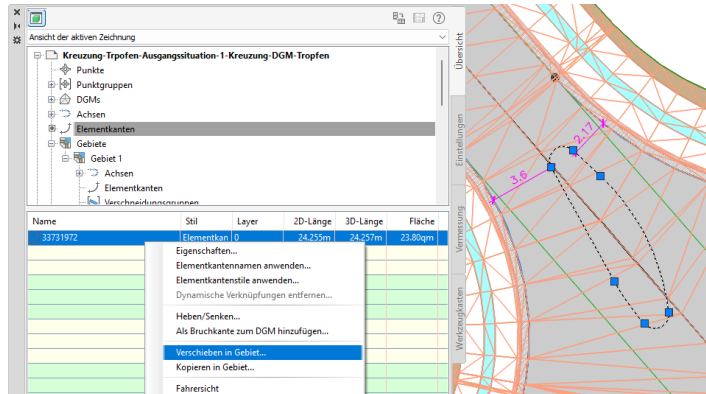 Ansicht der aktiven Zeichnung
Kreuzung-Trpofen-Ausgangssituation-1-Kreuzung-DGM-Tropfen
Punkte
Punktgruppen
DGMs
Achsen
Elementkanten
Gebiete
Gebiet 1
Achsen
Elementkanten
Verschneidungsgruppen
Name Stil Layer 2D-Länge 3D-Länge Fläche
33731972 Elementkan 0 24.255m 24.257m 23.80qm
Eigenschaften...
Elementkantennamen anwenden...
Elementkantenstile anwenden...
Dynamische Verknüpfungen entfernen...
Heben/Senken...
Als Bruchkante zum DGM hinzufügen...
Verschieben in Gebiet...
Kopieren in Gebiet...
Fahrersicht
Übersicht
Einstellungen
Vermessung
Werkzeugkasten
2.17
3.6